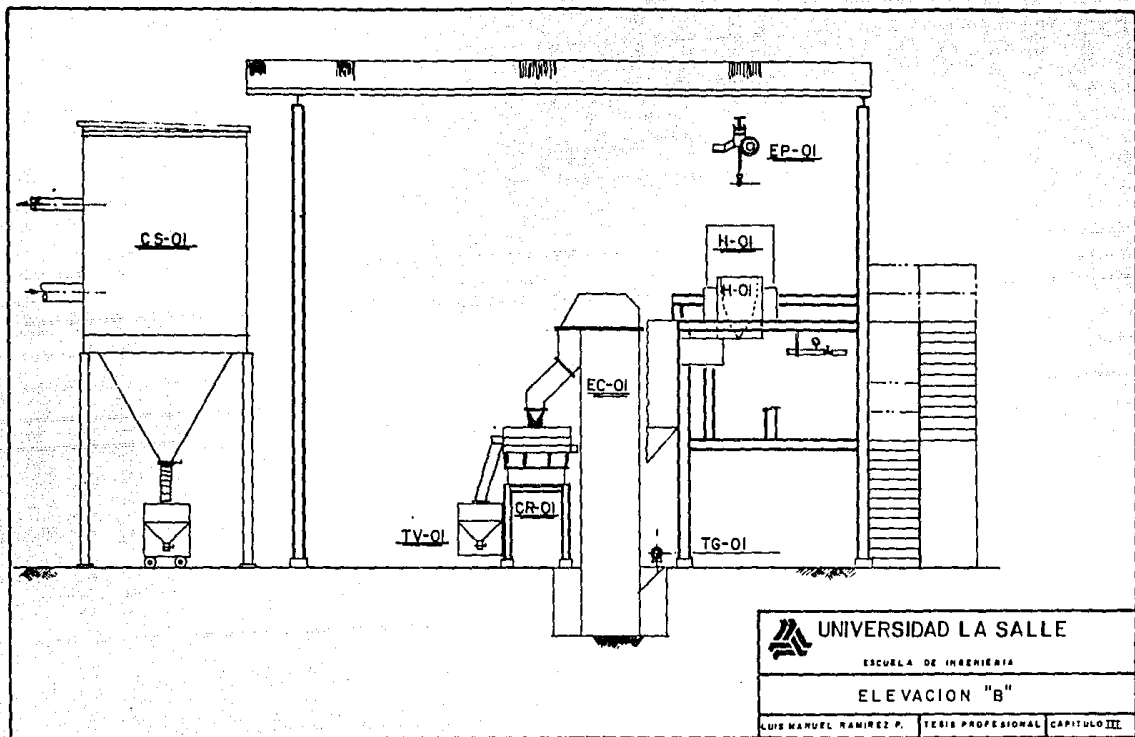 EP-01
CS-01
H-01
H-01
EC-01
CR-01
TV-01
TG-01
UNIVERSIDAD LA SALLE
ESCUELA DE INGENIERIA
ELEVACION "B"
LUIS MANUEL RAMIREZ P. TESIS PROFESIONAL CAPITULO III